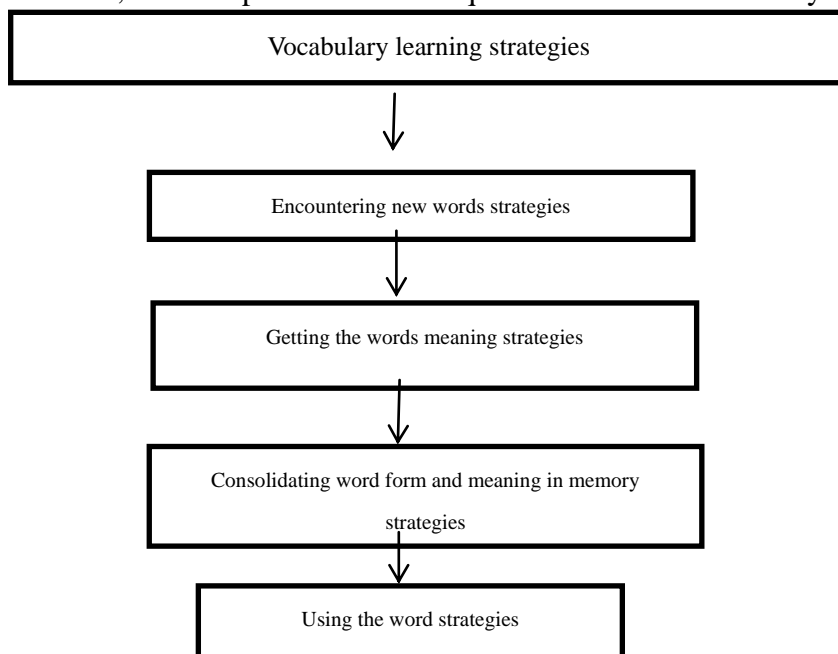 Vocabulary learning strategies
Encountering new words strategies
Getting the words meaning strategies
Consolidating word form and meaning in memory
strategies
Using the word strategies